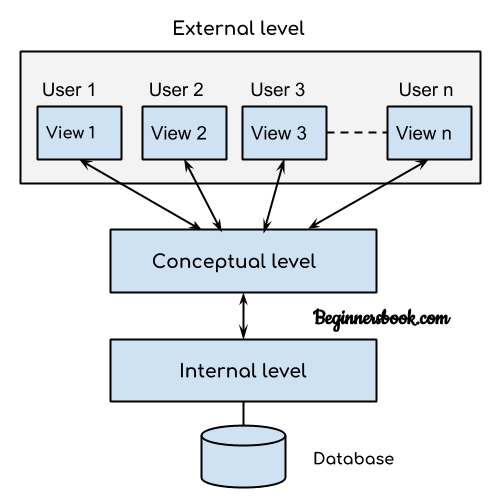 External level
User 1 User 2 User 3 User n
View 1 View 2 View 3 View n
Conceptual level
Beginnersbook.com
Internal level
Database